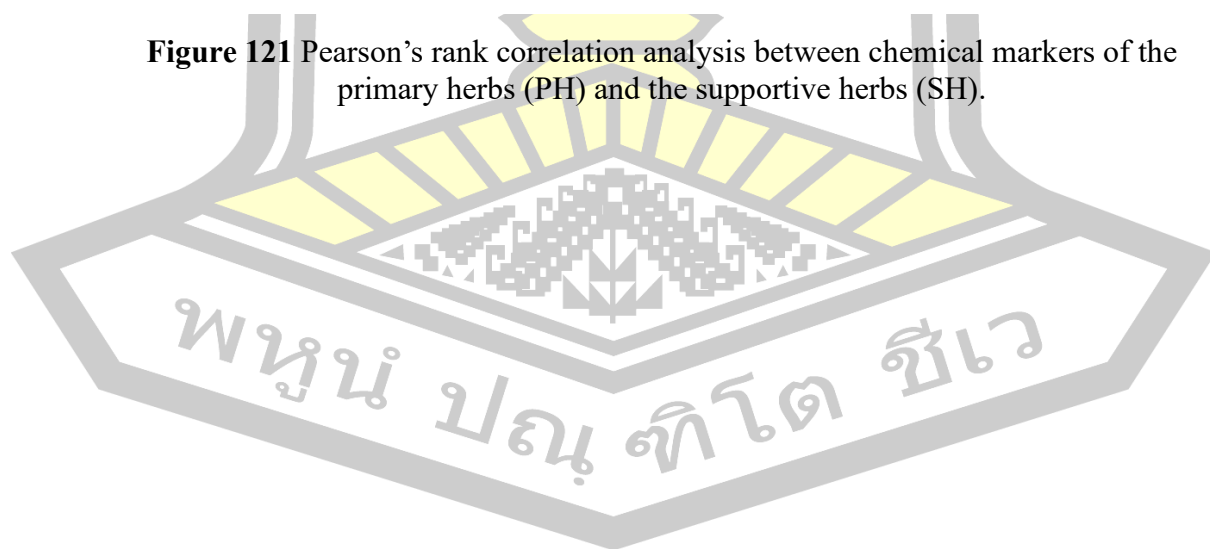 Figure 121 Pearson’s rank correlation analysis between chemical markers of the
primary herbs (PH) and the supportive herbs (SH).
พหูนํ ปณฺฑิโต ชีเว